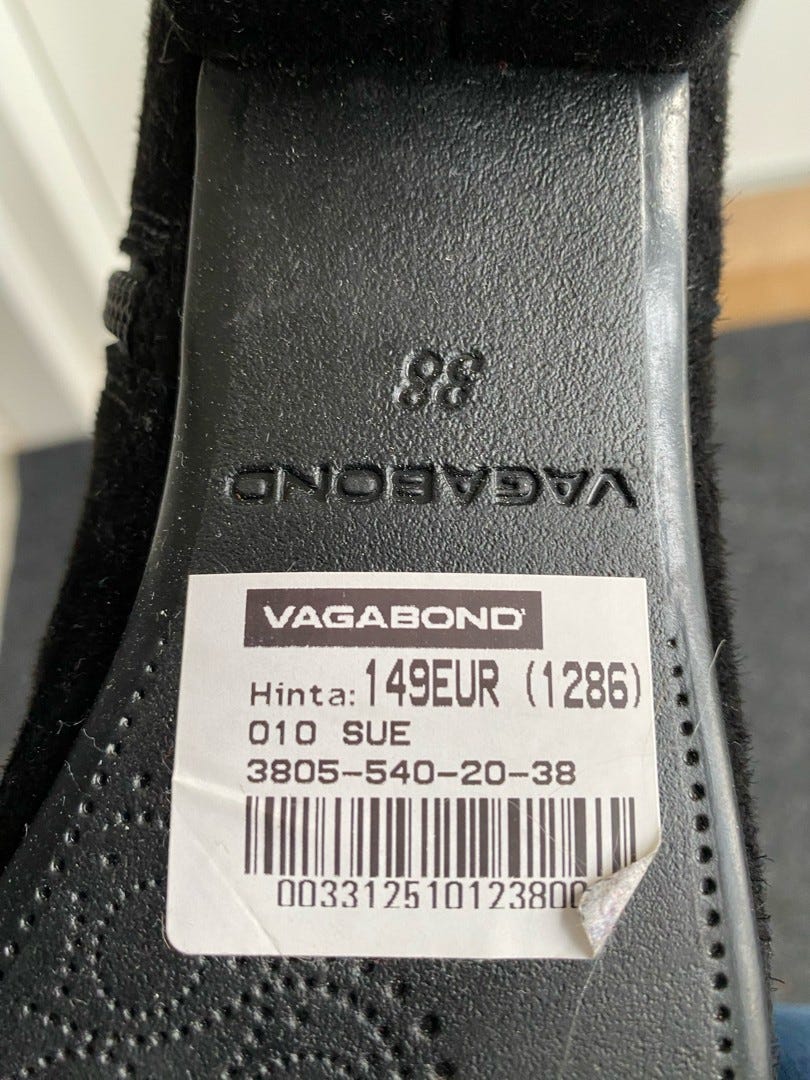 38
VAGABOND
VAGABOND
Hinta: 149EUR (1286)
010 SUE
3805-540-20-38
00331251012380